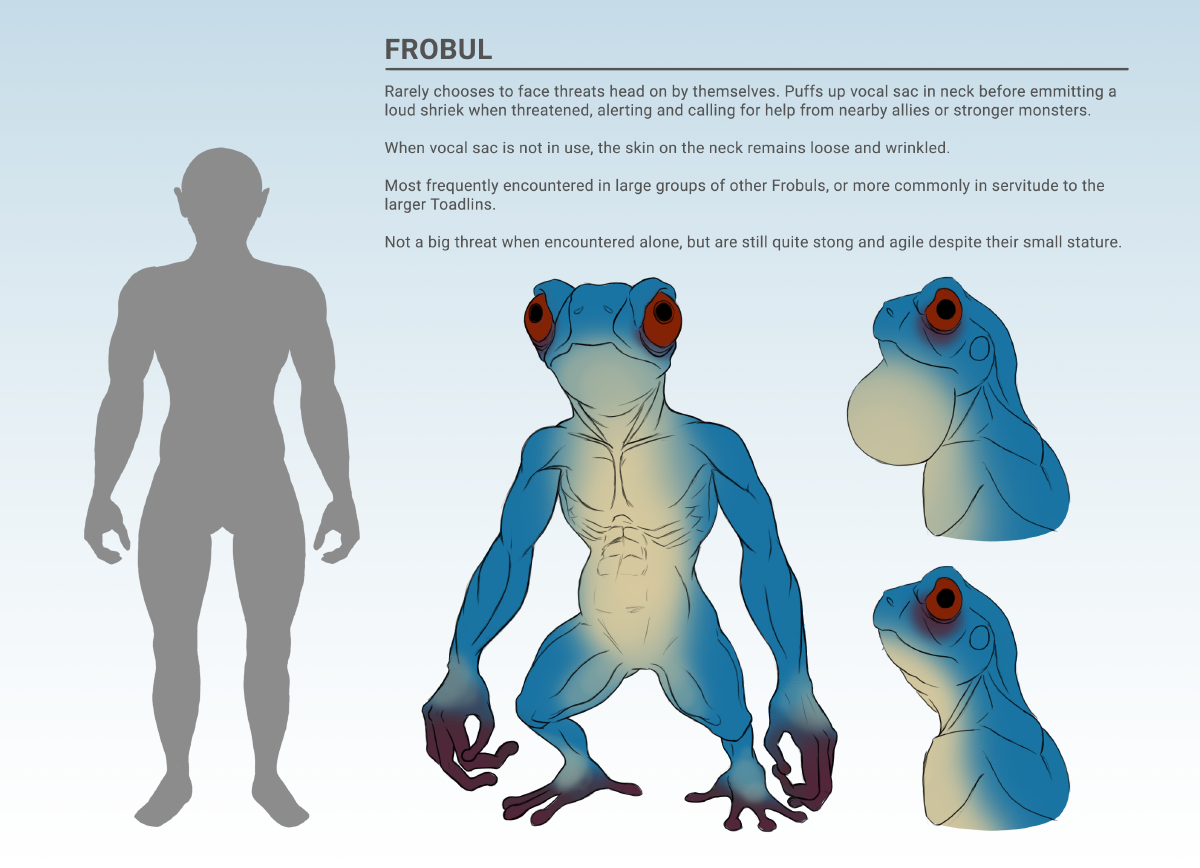 FROBUL
Rarely chooses to face threats head on by themselves. Puffs up vocal sac in neck before emmitting a
loud shriek when threatened, alerting and calling for help from nearby allies or stronger monsters.
When vocal sac is not in use, the skin on the neck remains loose and wrinkled.
Most frequently encountered in large groups of other Frobuls, or more commonly in servitude to the
larger Toadlins.
Not a big threat when encountered alone, but are still quite stong and agile despite their small stature.